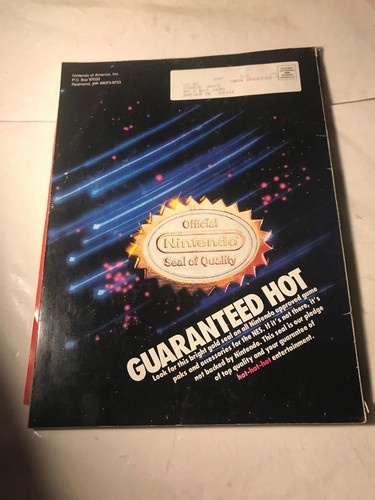 Nintendo of America, Inc.
P.O. Box 97033
Redmond, WA 98073-9733
Official
Nintendo
Seal of Quality
GUARANTEED HOT
Look for this bright gold seal on all Nintendo approved game
paks and accessories for the NES. If it's not there, it's
not backed by Nintendo. This seal is our pledge
of top quality and your guarantee of
hot-hot-hot entertainment.